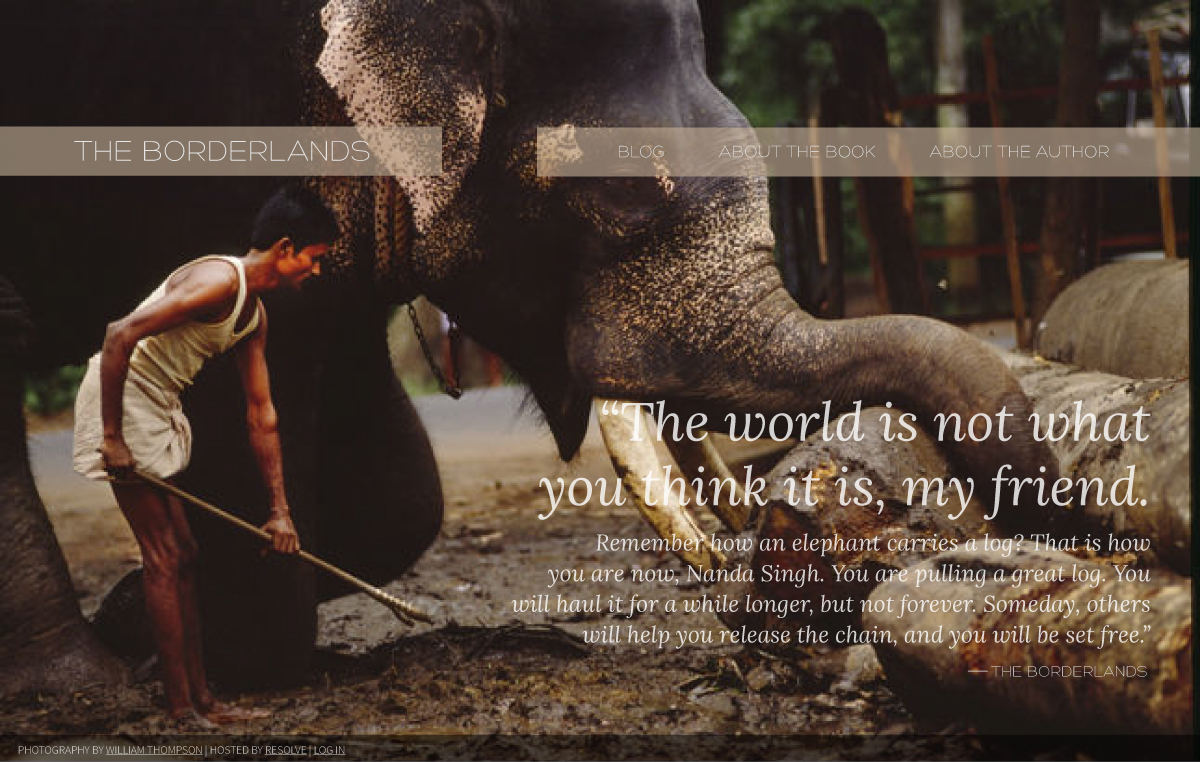 THE BORDERLANDS
BLOG ABOUT THE BOOK ABOUT THE AUTHOR
“The world is not what
you think it is, my friend.
Remember how an elephant carries a log? That is how
you are now, Nanda Singh. You are pulling a great log. You
will haul it for a while longer, but not forever. Someday, others
will help you release the chain, and you will be set free.”
— THE BORDERLANDS
PHOTOGRAPHY BY WILLIAM THOMPSON | HOSTED BY RESOLVE | LOG IN